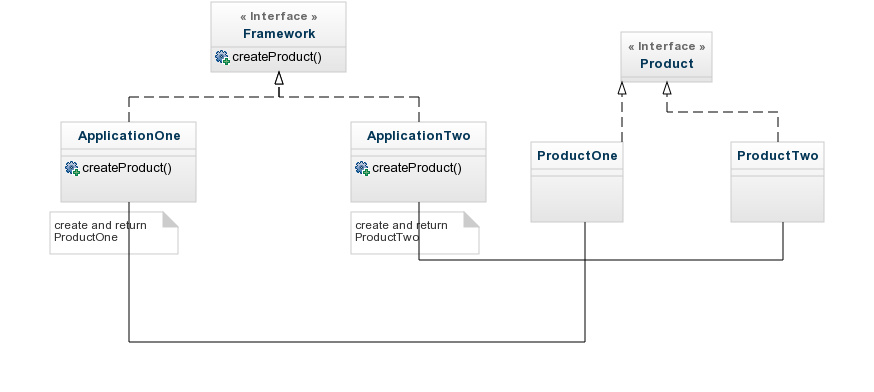 « Interface »
Framework
createProduct()
« Interface »
Product
ApplicationOne
createProduct()
ApplicationTwo
createProduct()
ProductOne
ProductTwo
create and return
ProductOne
create and return
ProductTwo